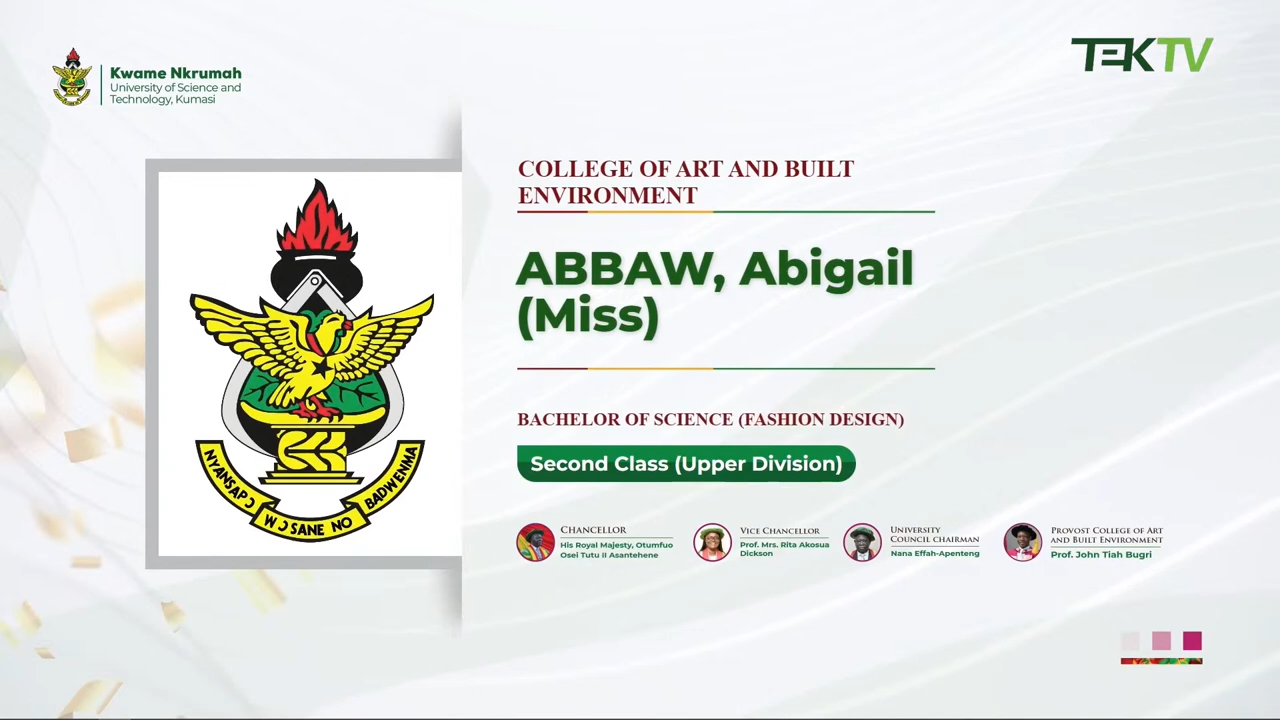 Kwame Nkrumah
University of Science and
Technology, Kumasi
TEKTV
COLLEGE OF ART AND BUILT
ENVIRONMENT
ABBAW, Abigail
(Miss)
BACHELOR OF SCIENCE (FASHION DESIGN)
Second Class (Upper Division)
NYANSAPƆ WƆSANE NO BADWENMA
CHANCELLOR
His Royal Majesty, Otumfuo
Osei Tutu II Asantehene
VICE CHANCELLOR
Prof. Mrs. Rita Akosua
Dickson
UNIVERSITY
COUNCIL CHAIRMAN
Nana Effah-Apenteng
PROVOST COLLEGE OF ART
AND BUILT ENVIRONMENT
Prof. John Tiah Bugri